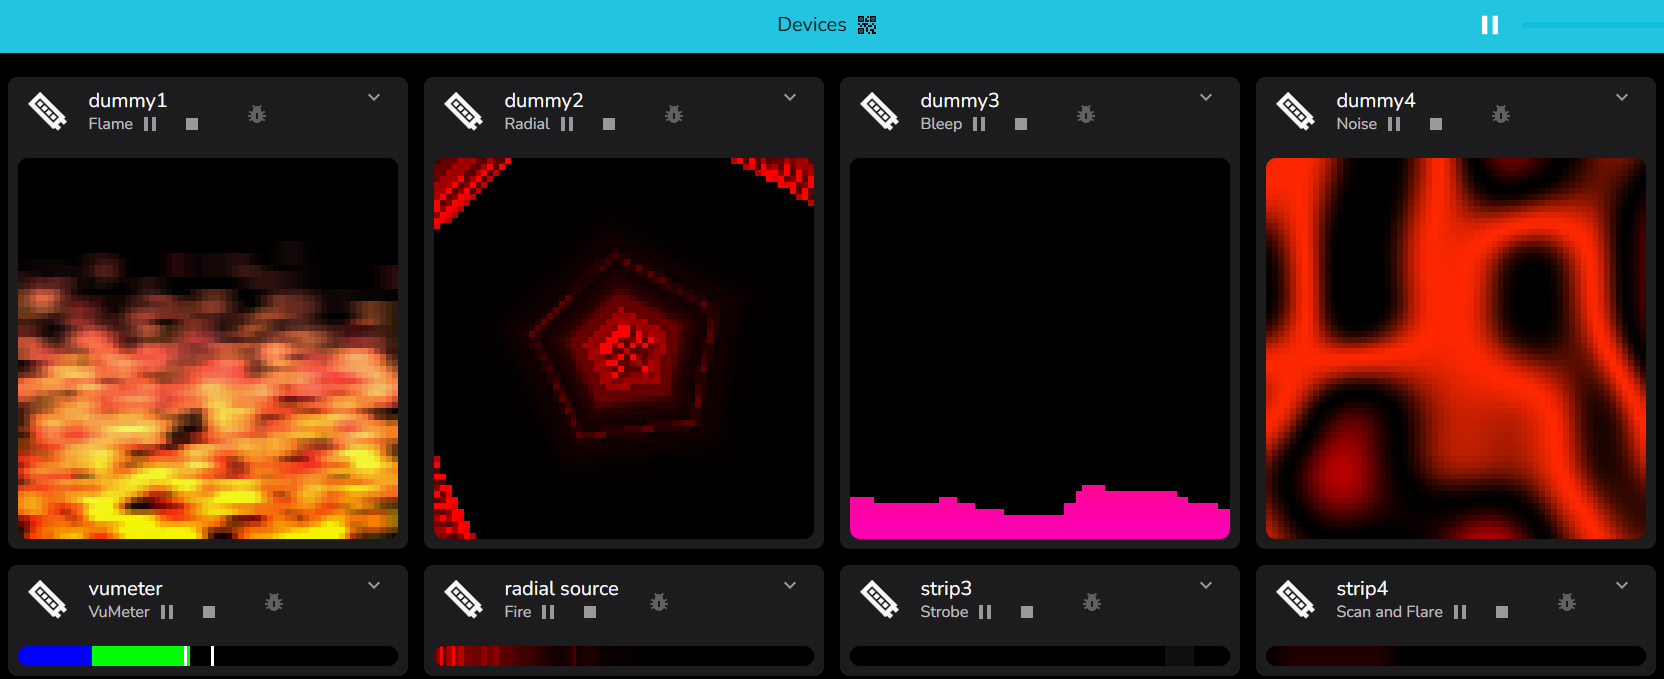 Devices
dummy1
Flame
dummy2
Radial
dummy3
Bleep
dummy4
Noise
vumeter
VuMeter
radial source
Fire
strip3
Strobe
strip4
Scan and Flare